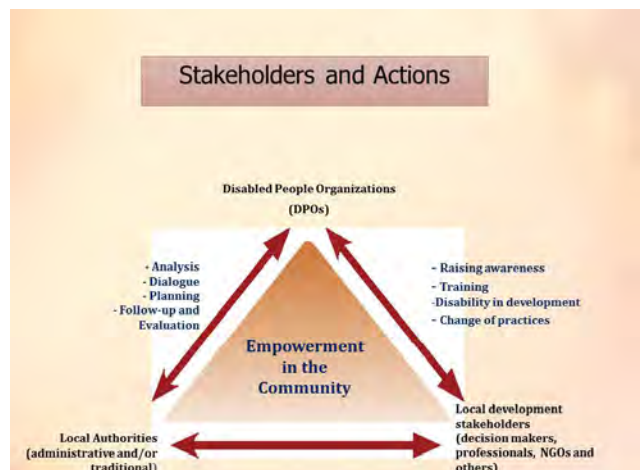 Stakeholders and Actions
Disabled People Organizations
(DPOs)
- Analysis
- Dialogue
- Planning
- Follow-up and
Evaluation
- Raising awareness
- Training
-Disability in development
- Change of practices
Empowerment
in the
Community
Local Authorities
(administrative and/or
traditional)
Local development
stakeholders
(decision makers,
professionals, NGOs and
others)